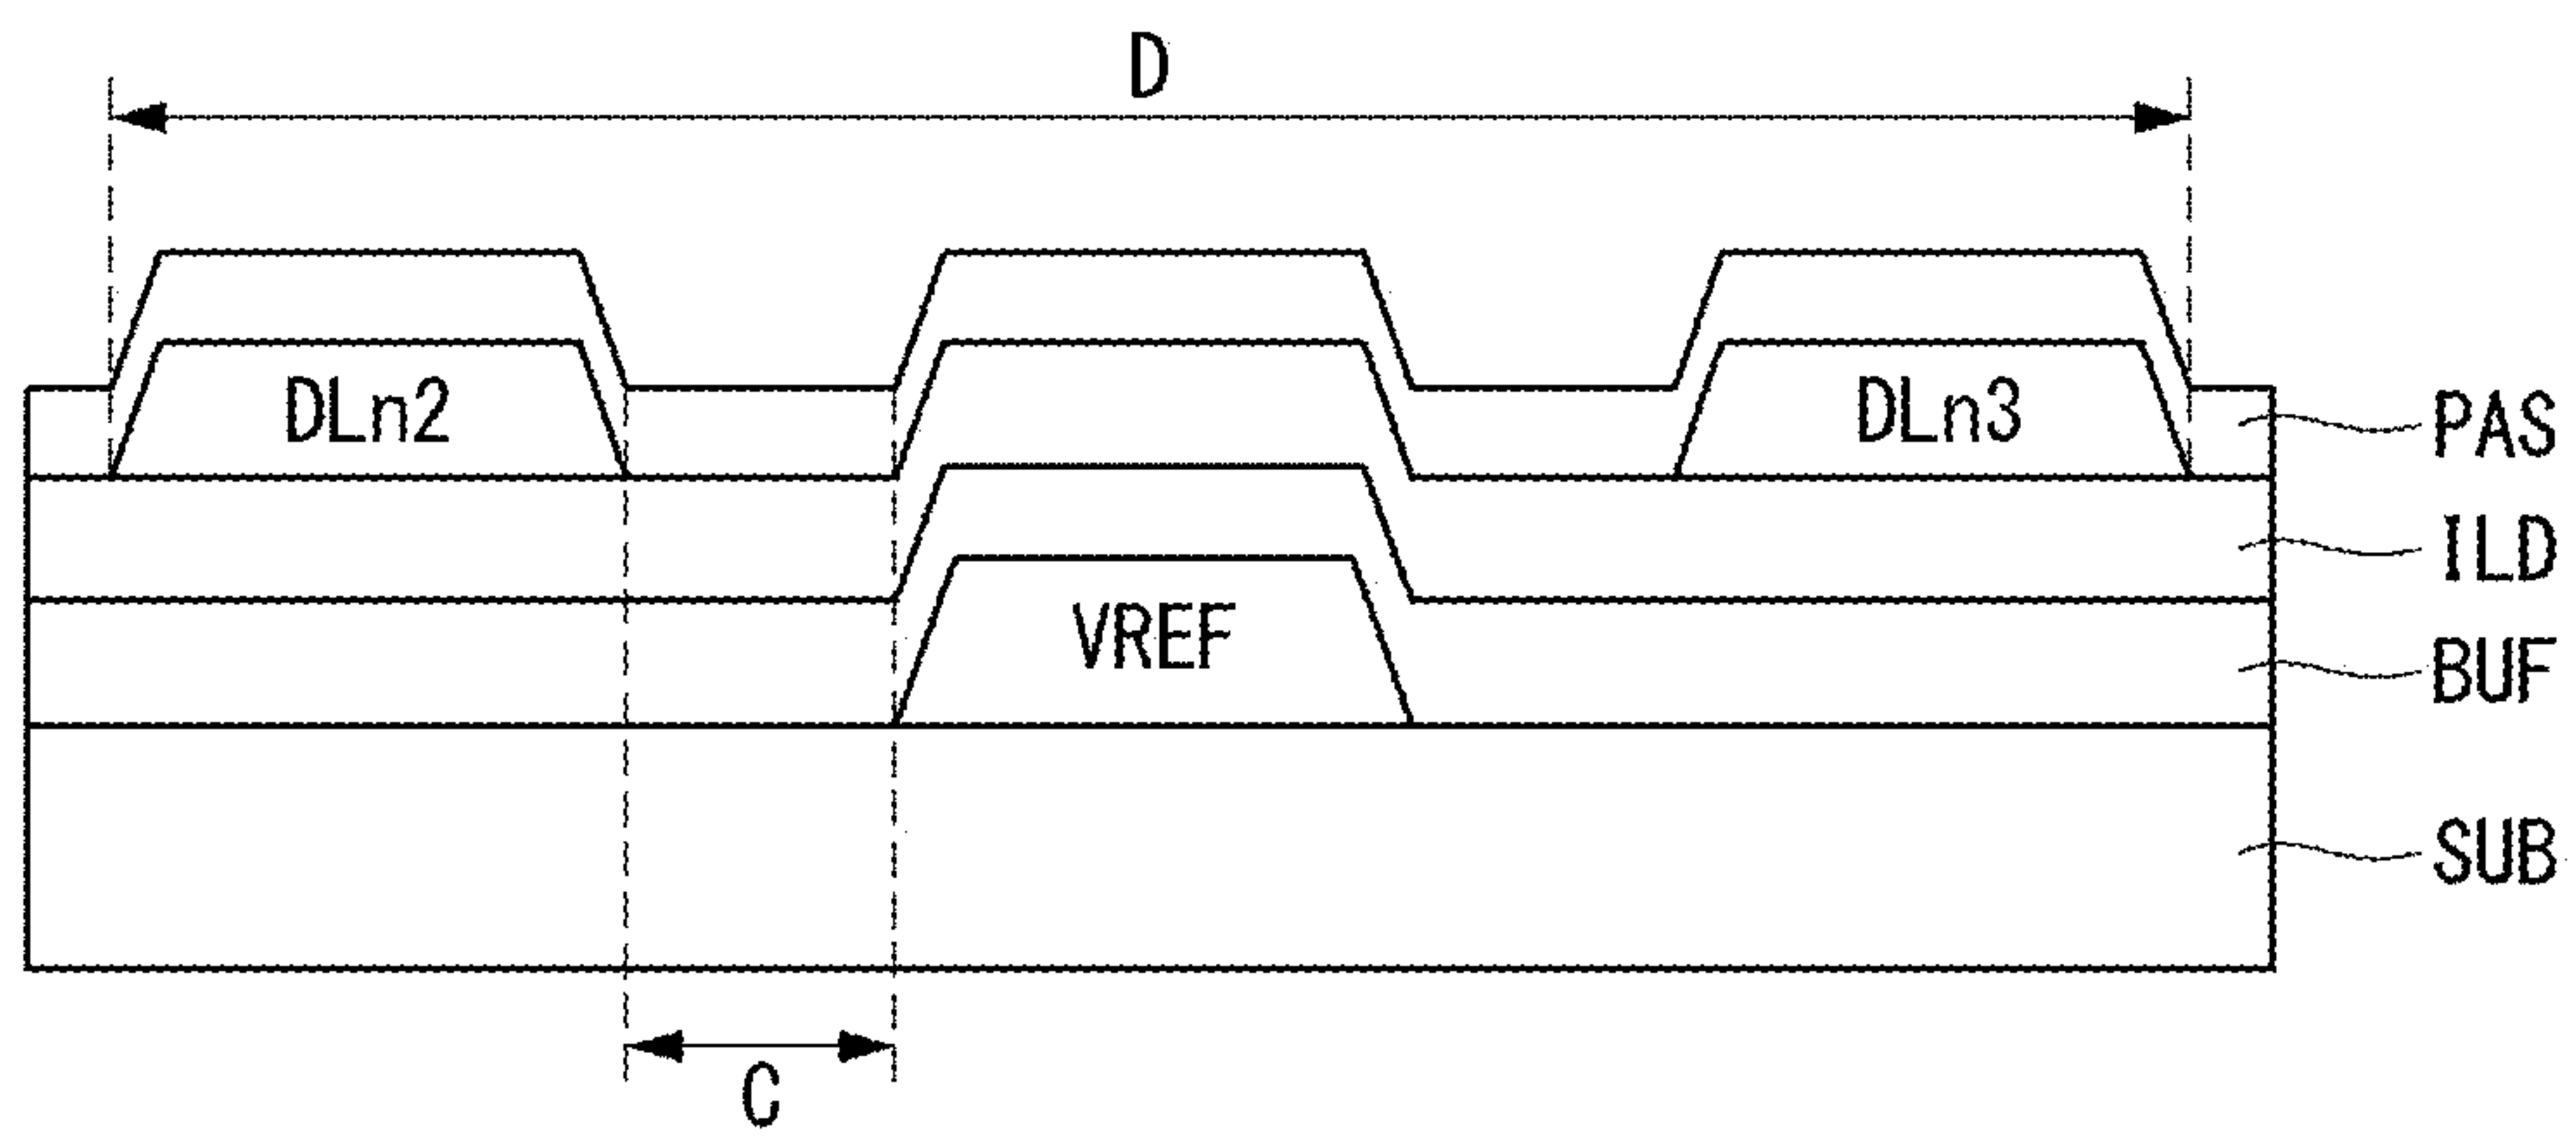 D
DLn2
DLn3
PAS
ILD
VREF
BUF
SUB
C